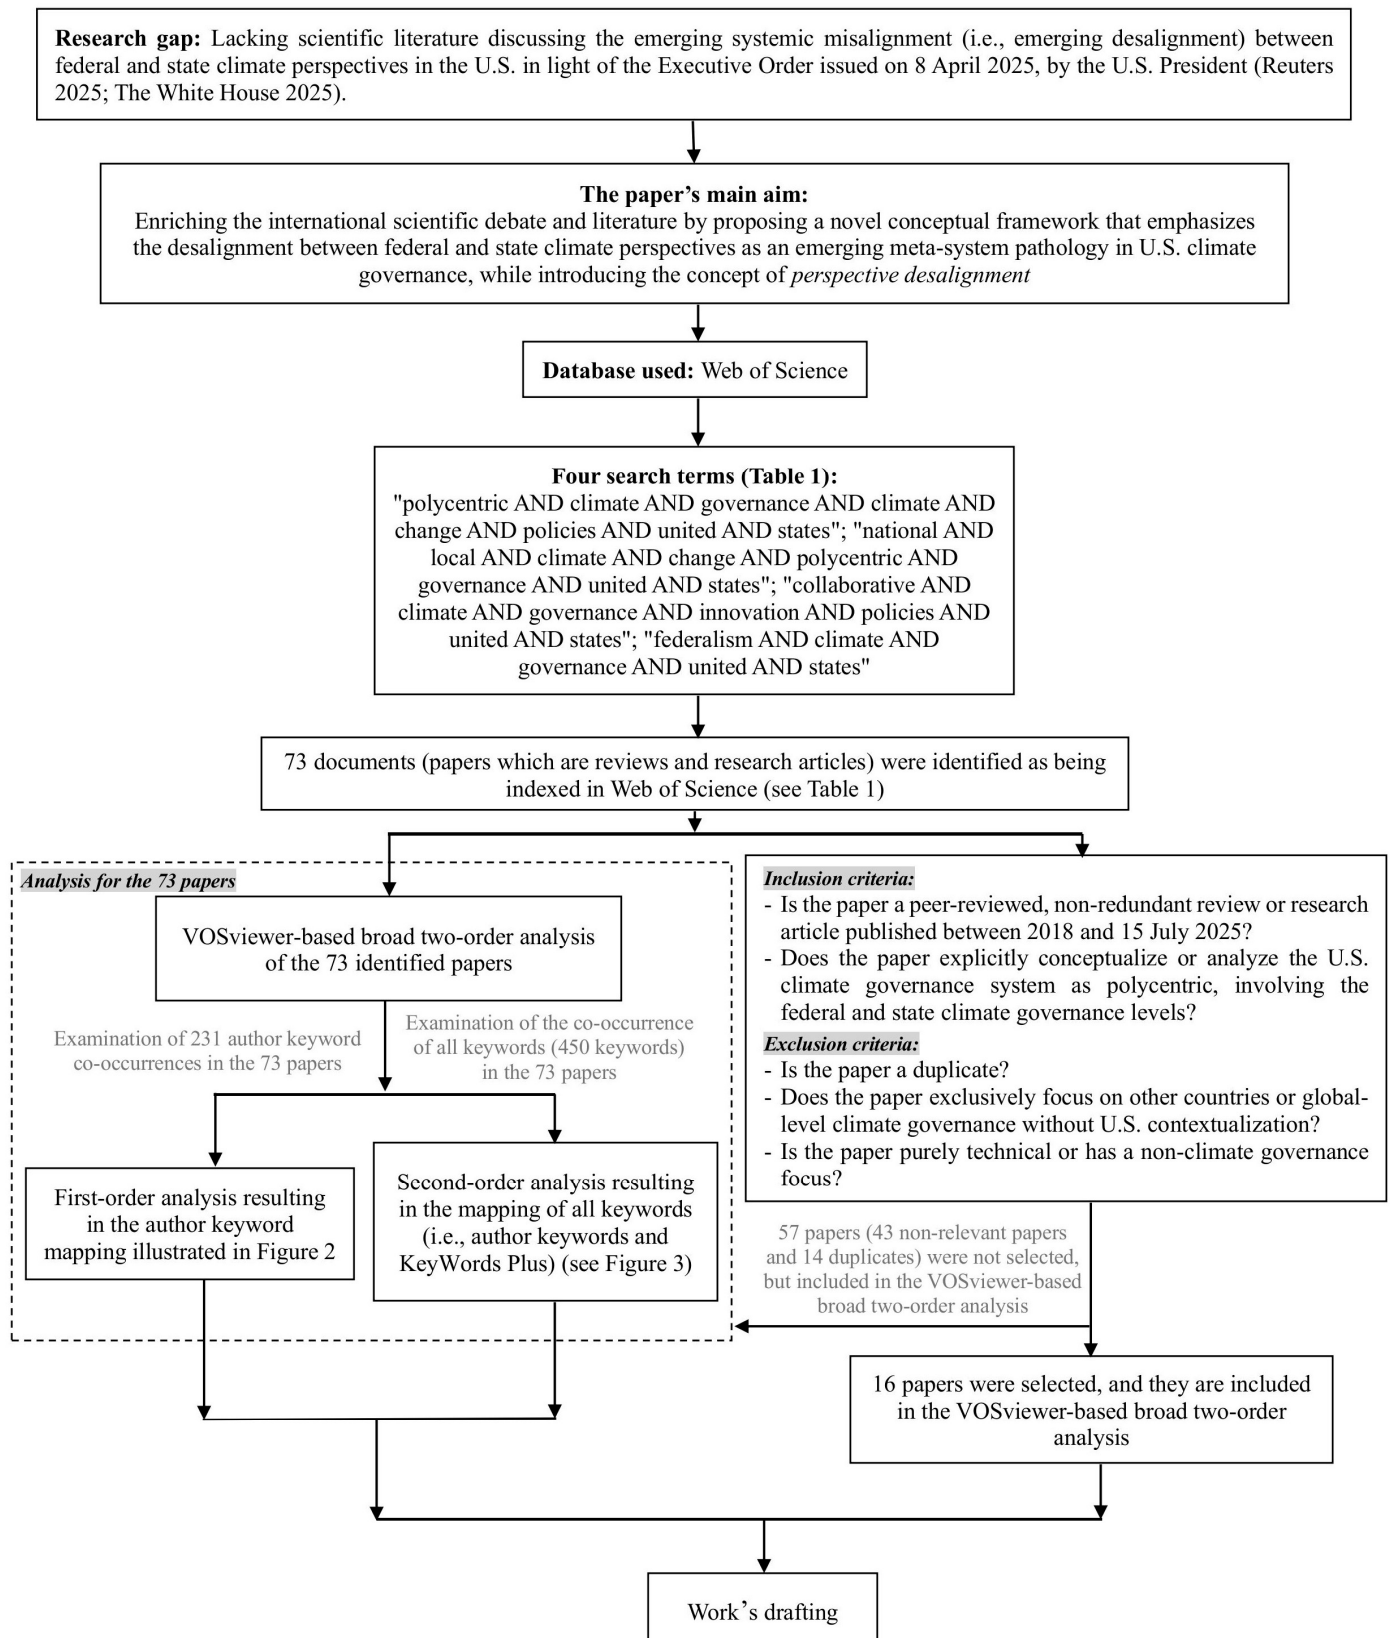 Research gap: Lacking scientific literature discussing the emerging systemic misalignment (i.e., emerging desalignment) between
federal and state climate perspectives in the U.S. in light of the Executive Order issued on 8 April 2025, by the U.S. President (Reuters
2025; The White House 2025).
The paper’s main aim:
Enriching the international scientific debate and literature by proposing a novel conceptual framework that emphasizes
the desalignment between federal and state climate perspectives as an emerging meta-system pathology in U.S. climate
governance, while introducing the concept of perspective desalignment
Database used: Web of Science
Four search terms (Table 1):
"polycentric AND climate AND governance AND climate AND
change AND policies AND united AND states"; "national AND
local AND climate AND change AND polycentric AND
governance AND united AND states"; "collaborative AND
climate AND governance AND innovation AND policies AND
united AND states"; "federalism AND climate AND
governance AND united AND states"
73 documents (papers which are reviews and research articles) were identified as being
indexed in Web of Science (see Table 1)
Analysis for the 73 papers
VOSviewer-based broad two-order analysis
of the 73 identified papers
Examination of 231 author keyword
co-occurrences in the 73 papers
Examination of the co-occurrence
of all keywords (450 keywords)
in the 73 papers
First-order analysis resulting
in the author keyword
mapping illustrated in Figure 2
Second-order analysis resulting
in the mapping of all keywords
(i.e., author keywords and
KeyWords Plus) (see Figure 3)
Inclusion criteria:
- Is the paper a peer-reviewed, non-redundant review or research
article published between 2018 and 15 July 2025?
- Does the paper explicitly conceptualize or analyze the U.S.
climate governance system as polycentric, involving the
federal and state climate governance levels?
Exclusion criteria:
- Is the paper a duplicate?
- Does the paper exclusively focus on other countries or global-
level climate governance without U.S. contextualization?
- Is the paper purely technical or has a non-climate governance
focus?
57 papers (43 non-relevant papers
and 14 duplicates) were not selected,
but included in the VOSviewer-based
broad two-order analysis
16 papers were selected, and they are included
in the VOSviewer-based broad two-order
analysis
Work’s drafting